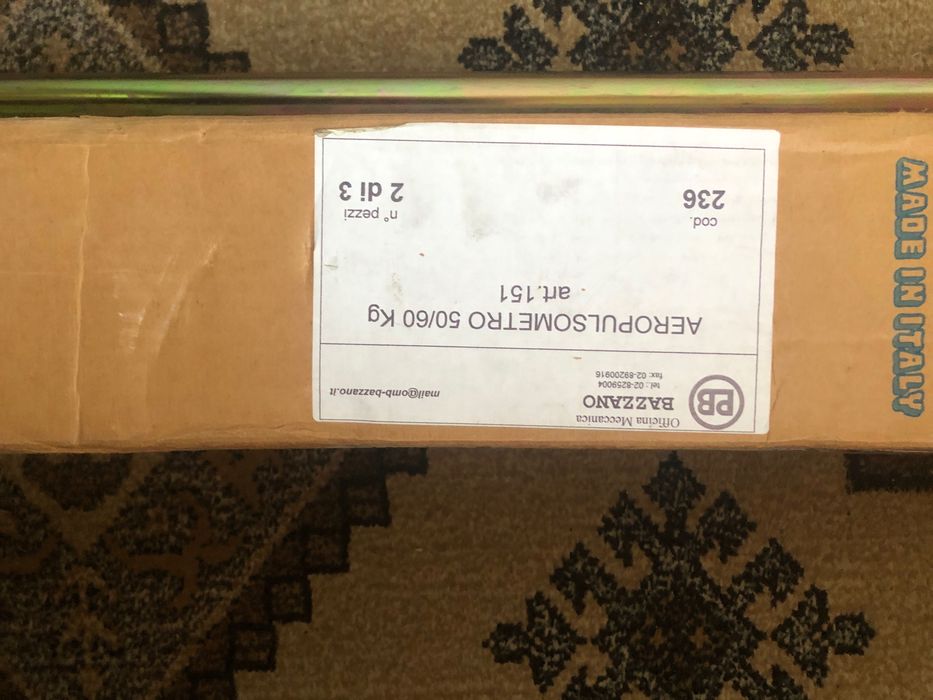 PB
Officina Meccanica
BAZZANO
tel.: 02-8259004
fax: 02-89200916
mail@omb-bazzano.it
AEROPULSOMETRO 50/60 Kg
art.151
cod.
236
n° pezzi
2 di 3
MADE IN ITALY